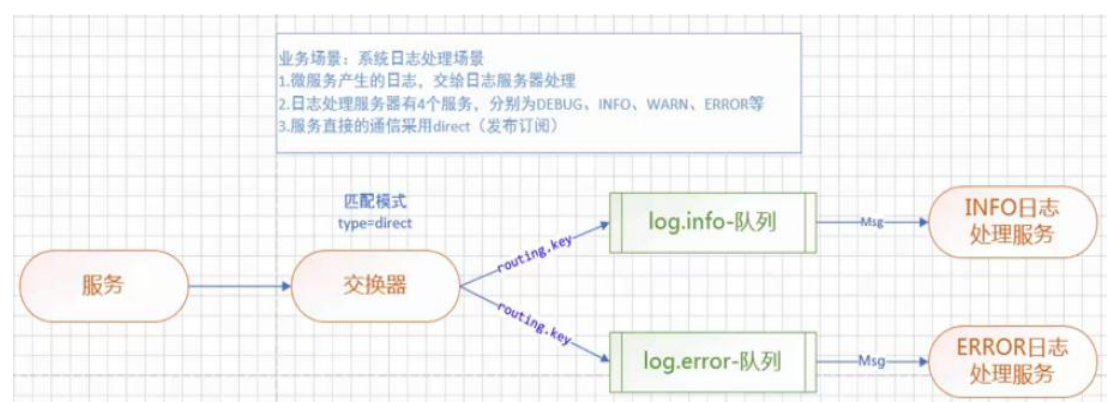 业务场景：系统日志处理场景
1.微服务产生的日志，交给日志服务器处理
2.日志处理服务器有4个服务，分别为DEBUG、INFO、WARN、ERROR等
3.服务直接的通信采用direct（发布订阅）
匹配模式
type=direct
服务
交换器
routing.key
routing.key
log.info-队列
Msg
INFO日志
处理服务
log.error-队列
Msg
ERROR日志
处理服务